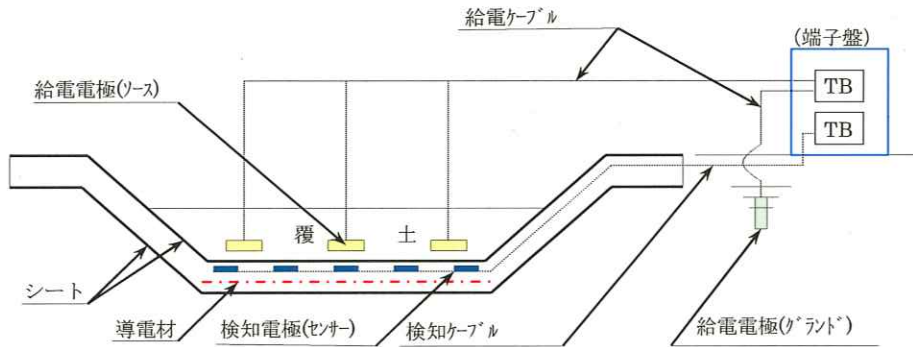 給電ケーブル
(端子盤)
給電電極(ソース)
TB
TB
覆 土
シート
導電材
検知電極(センサー)
検知ケーブル
給電電極(グランド)